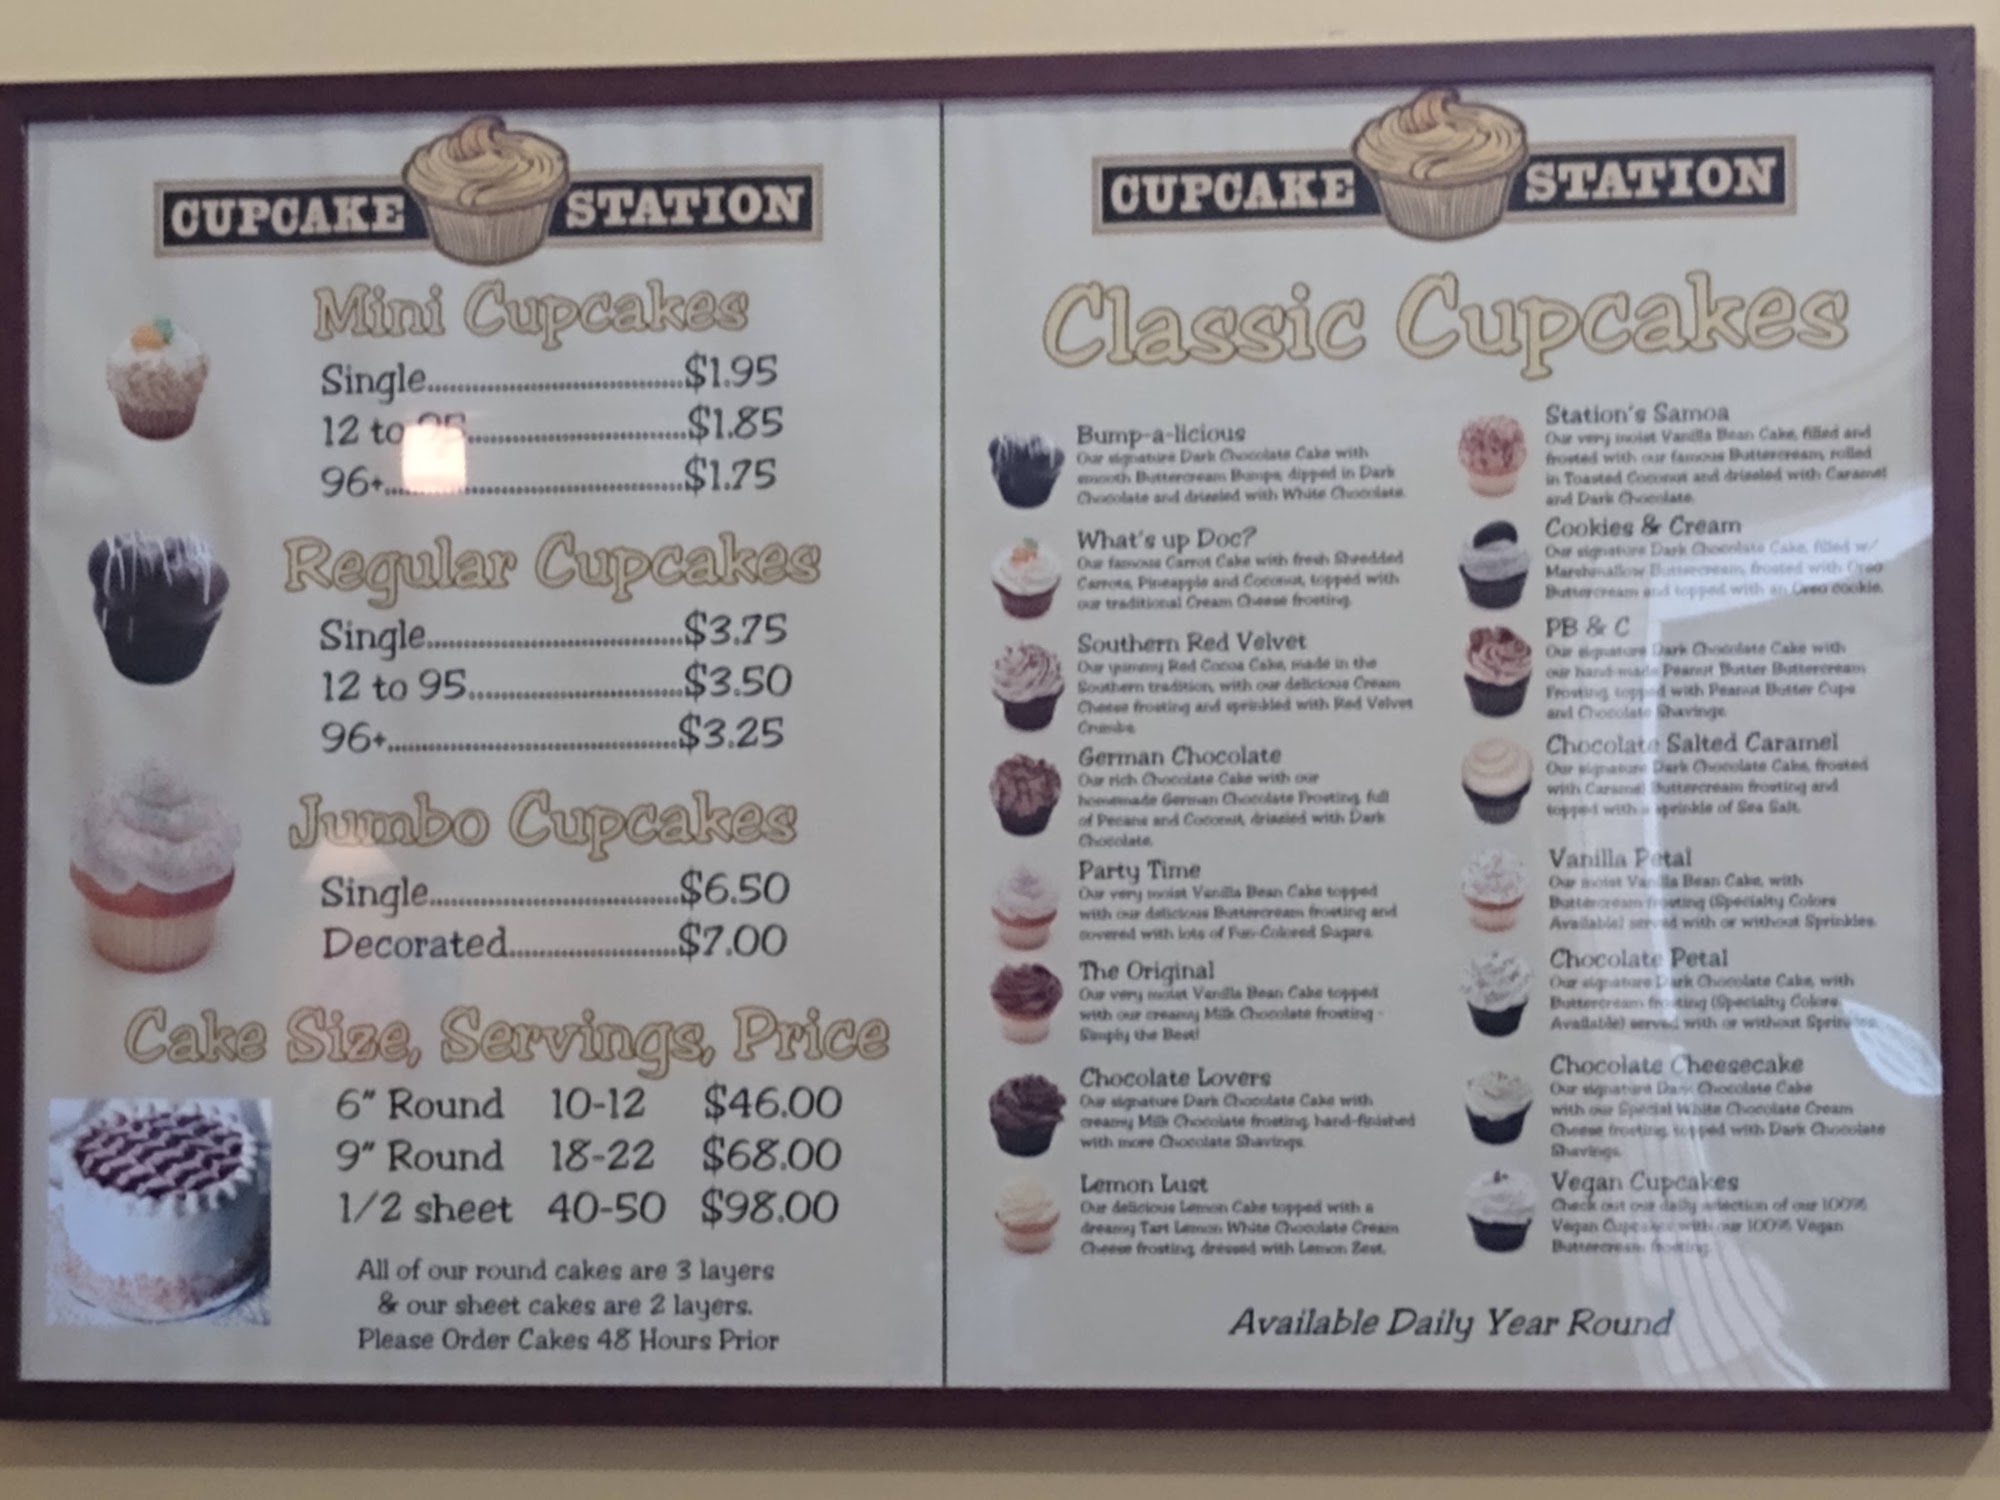 CUPCAKE STATION
Mini Cupcakes
Single $1.95
12 to 95 $1.85
96+ $1.75
Regular Cupcakes
Single $3.75
12 to 95 $3.50
96+ $3.25
Jumbo Cupcakes
Single $6.50
Decorated $7.00
Cake Size, Servings, Price
6" Round 10-12 $46.00
9" Round 18-22 $68.00
1/2 sheet 40-50 $98.00
All of our round cakes are 3 layers
& our sheet cakes are 2 layers.
Please Order Cakes 48 Hours Prior
CUPCAKE STATION
Classic Cupcakes
Bump-a-licious
Our signature Dark Chocolate Cake with
smooth Buttercream Bumps, dipped in Dark
Chocolate and drizzled with White Chocolate.
What's up Doc?
Our famous Carrot Cake with fresh Shredded
Carrots, Pineapple and Coconut, topped with
our traditional Cream Cheese frosting.
Southern Red Velvet
Our yummy Red Cocoa Cake, made in the
Southern tradition, with our delicious Cream
Cheese frosting and sprinkled with Red Velvet
Crumbs.
German Chocolate
Our rich Chocolate Cake with our
homemade German Chocolate Frosting, full
of Pecans and Coconut, drizzled with Dark
Chocolate.
Party Time
Our very moist Vanilla Bean Cake topped
with our delicious Buttercream frosting and
covered with lots of Fun-Colored Sugars.
The Original
Our very moist Vanilla Bean Cake topped
with our creamy Milk Chocolate frosting -
Simply the Best!
Chocolate Lovers
Our signature Dark Chocolate Cake with
creamy Milk Chocolate frosting, hand-finished
with more Chocolate Shavings.
Lemon Lust
Our delicious Lemon Cake topped with a
dreamy Tart Lemon White Chocolate Cream
Cheese frosting, dressed with Lemon Zest.
Station's Samoa
Our very moist Vanilla Bean Cake, filled and
frosted with our famous Buttercream, rolled
in Toasted Coconut and drizzled with Caramel
and Dark Chocolate.
Cookies & Cream
Our signature Dark Chocolate Cake, filled w/
Marshmallow Buttercream, frosted with Oreo
Buttercream and topped with an Oreo cookie.
PB & C
Our signature Dark Chocolate Cake with
our hand-made Peanut Butter Buttercream
Frosting, topped with Peanut Butter Cups
and Chocolate Shavings.
Chocolate Salted Caramel
Our signature Dark Chocolate Cake, frosted
with Caramel Buttercream frosting and
topped with a sprinkle of Sea Salt.
Vanilla Petal
Our moist Vanilla Bean Cake, with
Buttercream frosting (Specialty Colors
Available) served with or without Sprinkles.
Chocolate Petal
Our signature Dark Chocolate Cake, with
Buttercream frosting (Specialty Colors
Available) served with or without Sprinkles.
Chocolate Cheesecake
Our signature Dark Chocolate Cake
with our Special White Chocolate Cream
Cheese frosting, topped with Dark Chocolate
Shavings.
Vegan Cupcakes
Check out our daily selection of our 100%
Vegan Cupcakes with our 100% Vegan
Buttercream frosting.
Available Daily Year Round